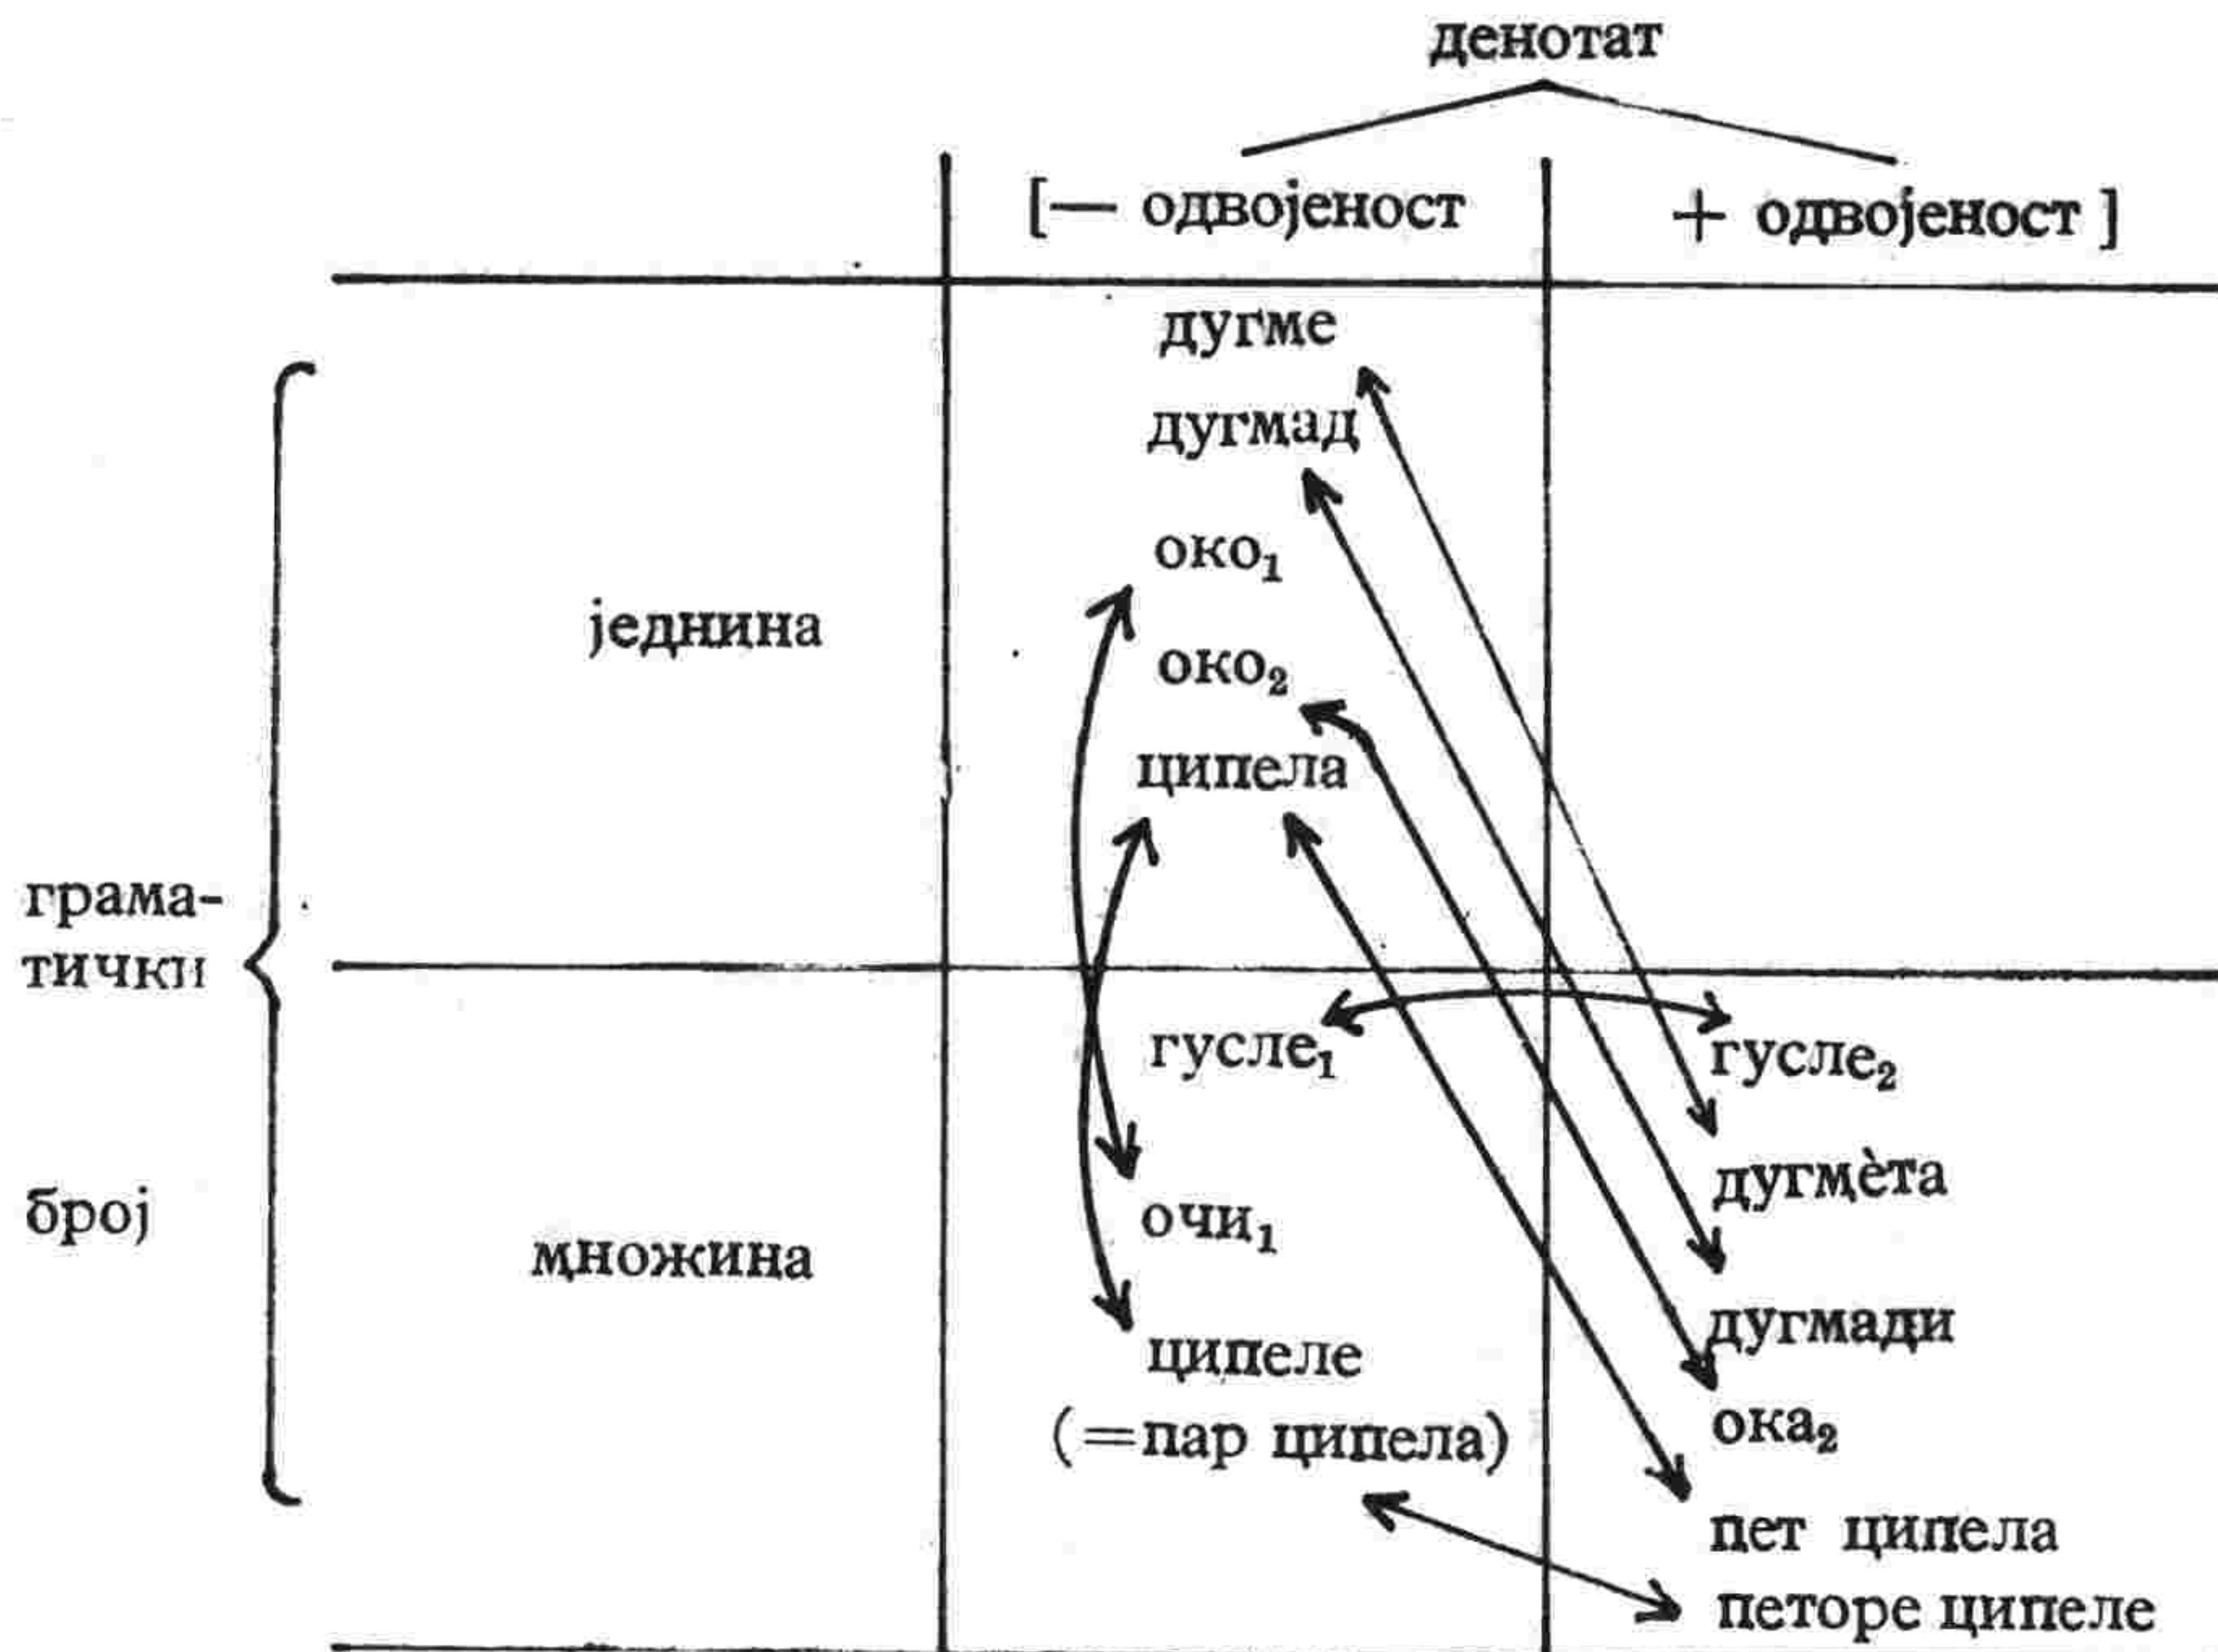 денотат
[— одвојеност + одвојеност ]
дугме
дугмад
око₁
једнина
око₂
ципела
грама-
тички
гусле₁ гусле₂
дугмѐта
број
очи₁
множина
дугмади
ципеле
(=пар ципела)
ока₂
пет ципела
петоре ципеле